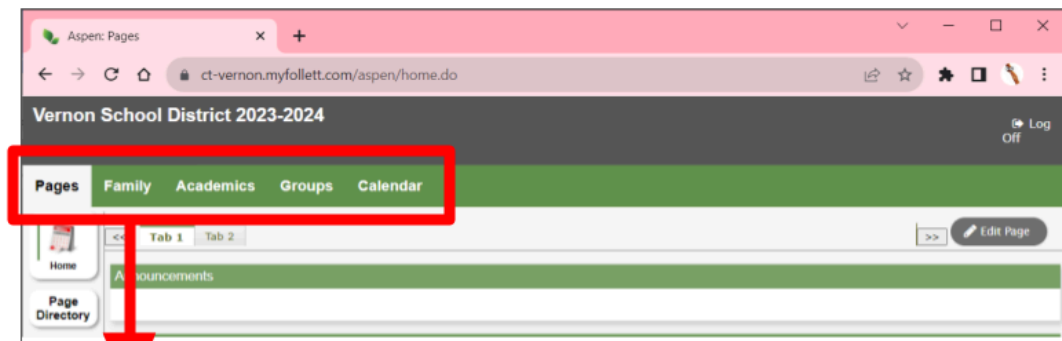 Aspen: Pages
ct-vernon.myfollett.com/aspen/home.do
Vernon School District 2023-2024
Log
Off
Pages Family Academics Groups Calendar
<< Tab 1 Tab 2 >> Edit Page
Home
Announcements
Page
Directory